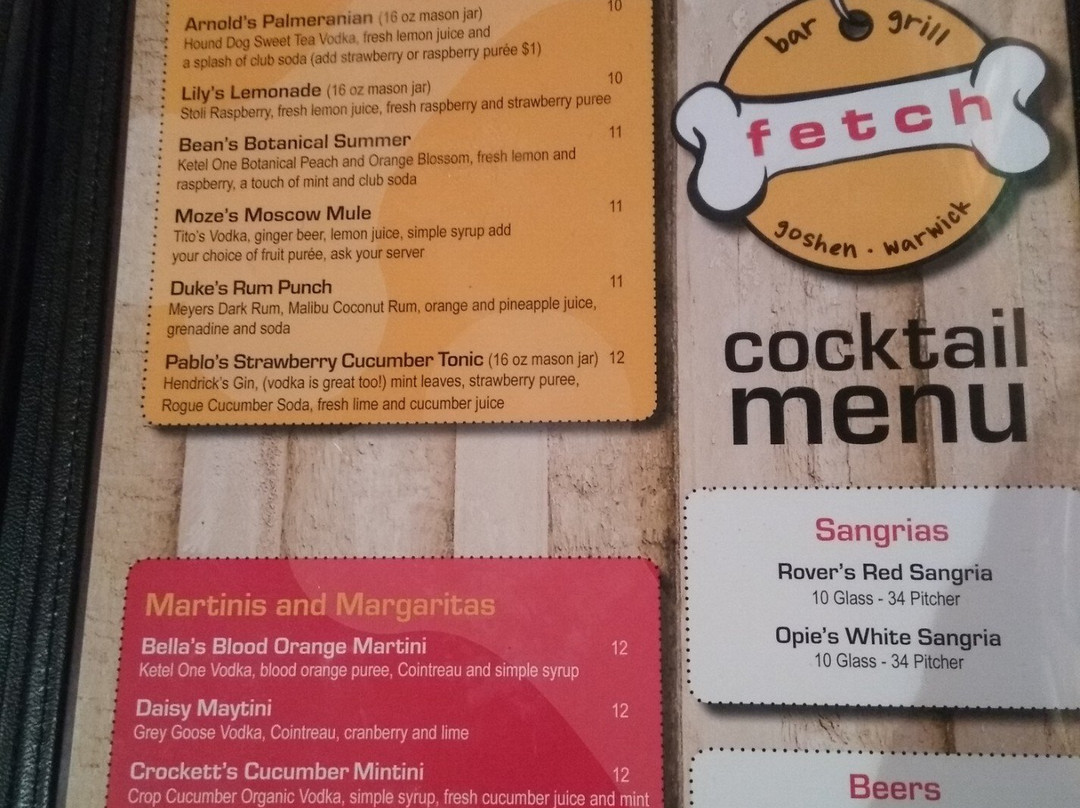 Arnold's Palmeranian (16 oz mason jar) 10
Hound Dog Sweet Tea Vodka, fresh lemon juice and
a splash of club soda (add strawberry or raspberry purée $1)
Lily's Lemonade (16 oz mason jar) 10
Stoli Raspberry, fresh lemon juice, fresh raspberry and strawberry puree
Bean's Botanical Summer 11
Ketel One Botanical Peach and Orange Blossom, fresh lemon and
raspberry, a touch of mint and club soda
Moze's Moscow Mule 11
Tito's Vodka, ginger beer, lemon juice, simple syrup add
your choice of fruit purée, ask your server
Duke's Rum Punch 11
Meyers Dark Rum, Malibu Coconut Rum, orange and pineapple juice,
grenadine and soda
Pablo's Strawberry Cucumber Tonic (16 oz mason jar) 12
Hendrick's Gin, (vodka is great too!) mint leaves, strawberry puree,
Rogue Cucumber Soda, fresh lime and cucumber juice
Martinis and Margaritas
Bella's Blood Orange Martini 12
Ketel One Vodka, blood orange puree, Cointreau and simple syrup
Daisy Maytini 12
Grey Goose Vodka, Cointreau, cranberry and lime
Crockett's Cucumber Mintini 12
Crop Cucumber Organic Vodka, simple syrup, fresh cucumber juice and mint
bar grill
fetch
goshen · warwick
cocktail
menu
Sangrias
Rover's Red Sangria
10 Glass - 34 Pitcher
Opie's White Sangria
10 Glass - 34 Pitcher
Beers